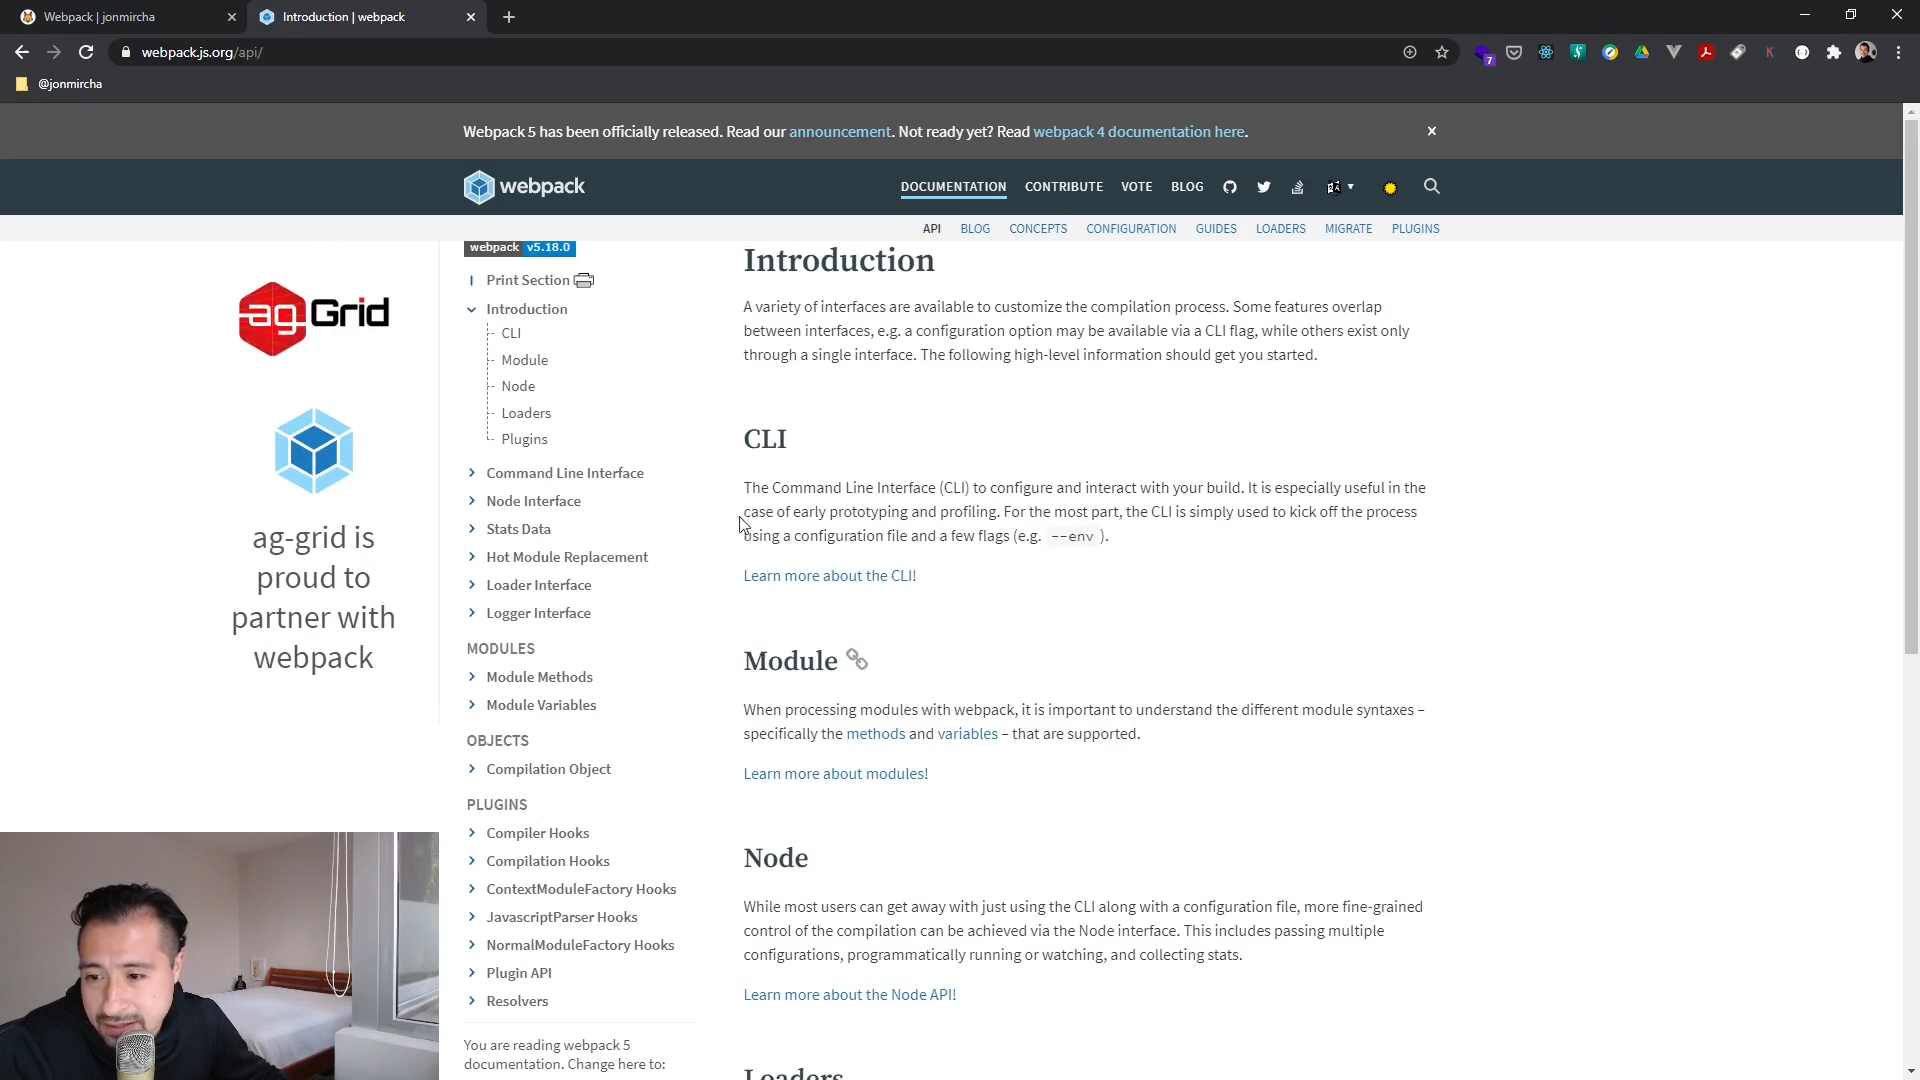 Webpack | jonmircha
Introduction | webpack
webpack.js.org/api/
7
K
@jonmircha
Webpack 5 has been officially released. Read our announcement. Not ready yet? Read webpack 4 documentation here.
webpack
DOCUMENTATION CONTRIBUTE VOTE BLOG
API BLOG CONCEPTS CONFIGURATION GUIDES LOADERS MIGRATE PLUGINS
ag-Grid
ag-grid is
proud to
partner with
webpack
webpack v5.18.0
Print Section
Introduction
CLI
Module
Node
Loaders
Plugins
Command Line Interface
Node Interface
Stats Data
Hot Module Replacement
Loader Interface
Logger Interface
MODULES
Module Methods
Module Variables
OBJECTS
Compilation Object
PLUGINS
Compiler Hooks
Compilation Hooks
ContextModuleFactory Hooks
JavascriptParser Hooks
NormalModuleFactory Hooks
Plugin API
Resolvers
You are reading webpack 5
documentation. Change here to:
Introduction
A variety of interfaces are available to customize the compilation process. Some features overlap
between interfaces, e.g. a configuration option may be available via a CLI flag, while others exist only
through a single interface. The following high-level information should get you started.
CLI
The Command Line Interface (CLI) to configure and interact with your build. It is especially useful in the
case of early prototyping and profiling. For the most part, the CLI is simply used to kick off the process
using a configuration file and a few flags (e.g. --env ).
Learn more about the CLI!
Module
When processing modules with webpack, it is important to understand the different module syntaxes –
specifically the methods and variables – that are supported.
Learn more about modules!
Node
While most users can get away with just using the CLI along with a configuration file, more fine-grained
control of the compilation can be achieved via the Node interface. This includes passing multiple
configurations, programmatically running or watching, and collecting stats.
Learn more about the Node API!
Loaders